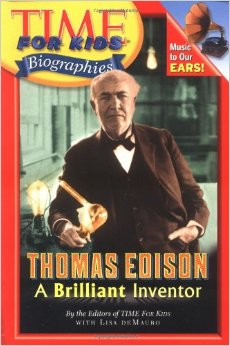 TIME
FOR KIDS
Biographies
Music
to Our
EARS!
THOMAS EDISON
A Brilliant Inventor
By the Editors of TIME FOR KIDS
WITH LISA DEMAURO